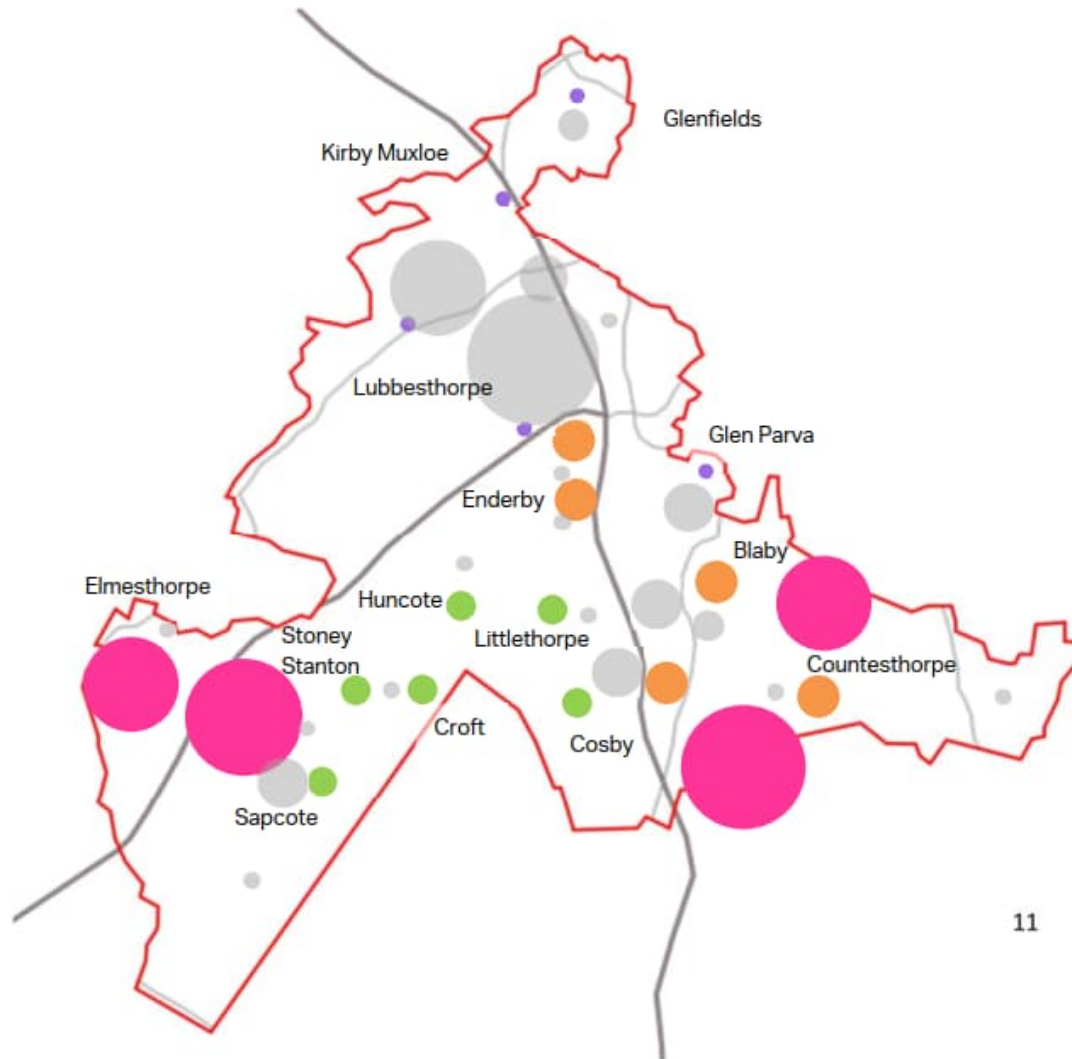 Glenfields
Kirby Muxloe
Lubbesthorpe
Glen Parva
Enderby
Blaby
Elmesthorpe
Huncote
Stoney
Stanton
Littlethorpe
Countesthorpe
Croft
Cosby
Sapcote
11